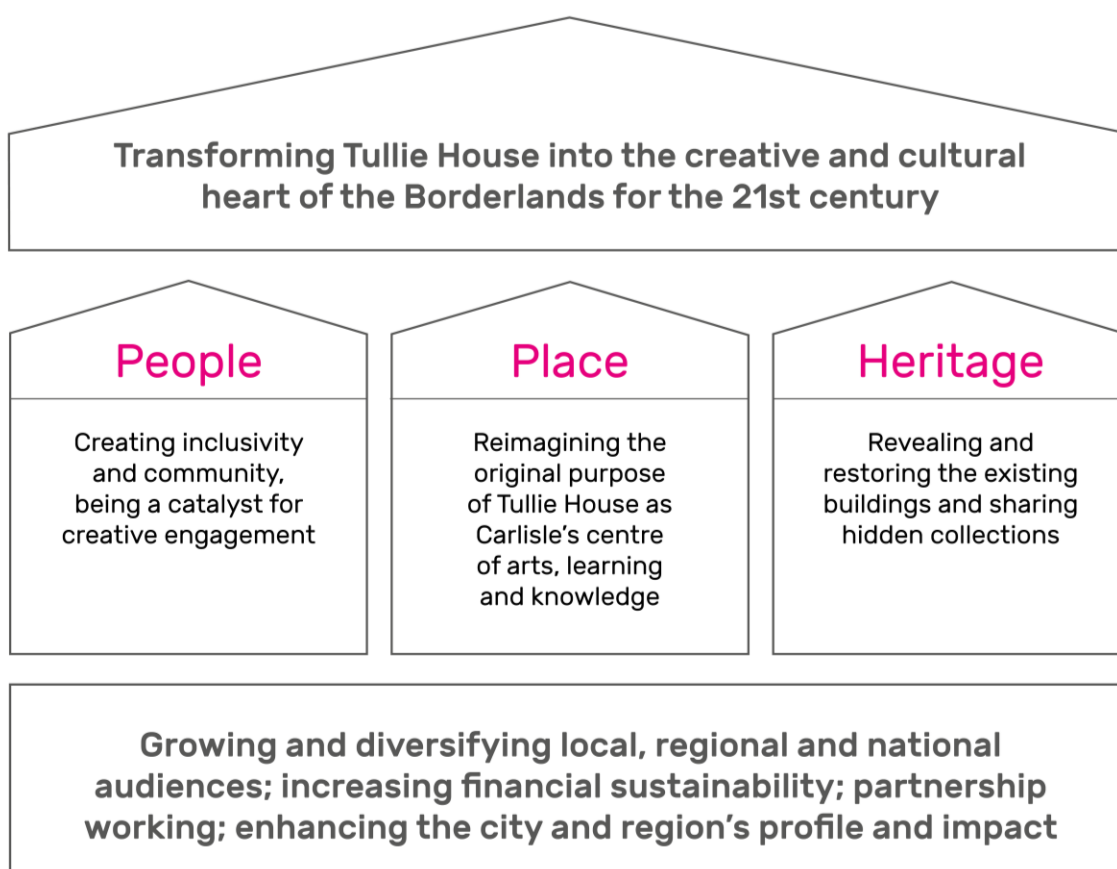 Transforming Tullie House into the creative and cultural
heart of the Borderlands for the 21st century
People
Creating inclusivity
and community,
being a catalyst for
creative engagement
Place
Reimagining the
original purpose
of Tullie House as
Carlisle’s centre
of arts, learning
and knowledge
Heritage
Revealing and
restoring the existing
buildings and sharing
hidden collections
Growing and diversifying local, regional and national
audiences; increasing financial sustainability; partnership
working; enhancing the city and region’s profile and impact